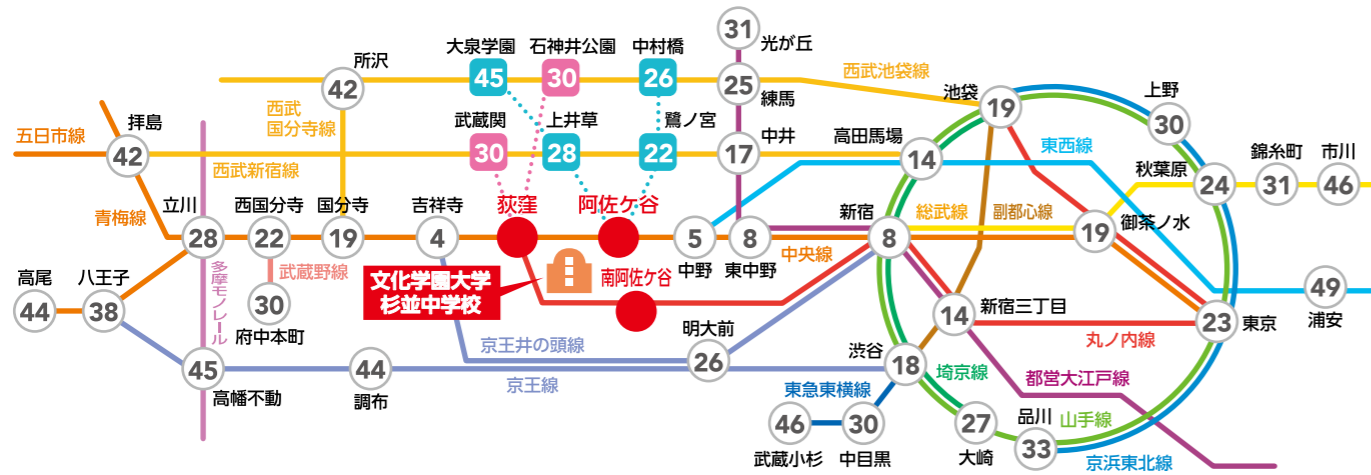 31
光が丘
大泉学園
石神井公園
中村橋
所沢
45
30
26
42
25
練馬
西武池袋線
池袋
19
上野
30
西武
国分寺線
武蔵関
上井草
鷺ノ宮
30
28
22
中井
17
高田馬場
14
東西線
五日市線
拝島
42
西武新宿線
秋葉原
24
錦糸町
31
市川
46
青梅線
立川
28
西国分寺
22
国分寺
19
吉祥寺
4
荻窪
阿佐ケ谷
5
中野
8
東中野
中央線
新宿
8
総武線
副都心線
19
御茶ノ水
武蔵野線
30
府中本町
多摩モノレール
文化学園大学
杉並中学校
南阿佐ケ谷
高尾
44
八王子
38
14
新宿三丁目
23
東京
49
浦安
丸ノ内線
京王井の頭線
明大前
26
渋谷
18
45
高幡不動
44
調布
京王線
東急東横線
埼京線
都営大江戸線
46
武蔵小杉
30
中目黒
27
大崎
品川
33
山手線
京浜東北線